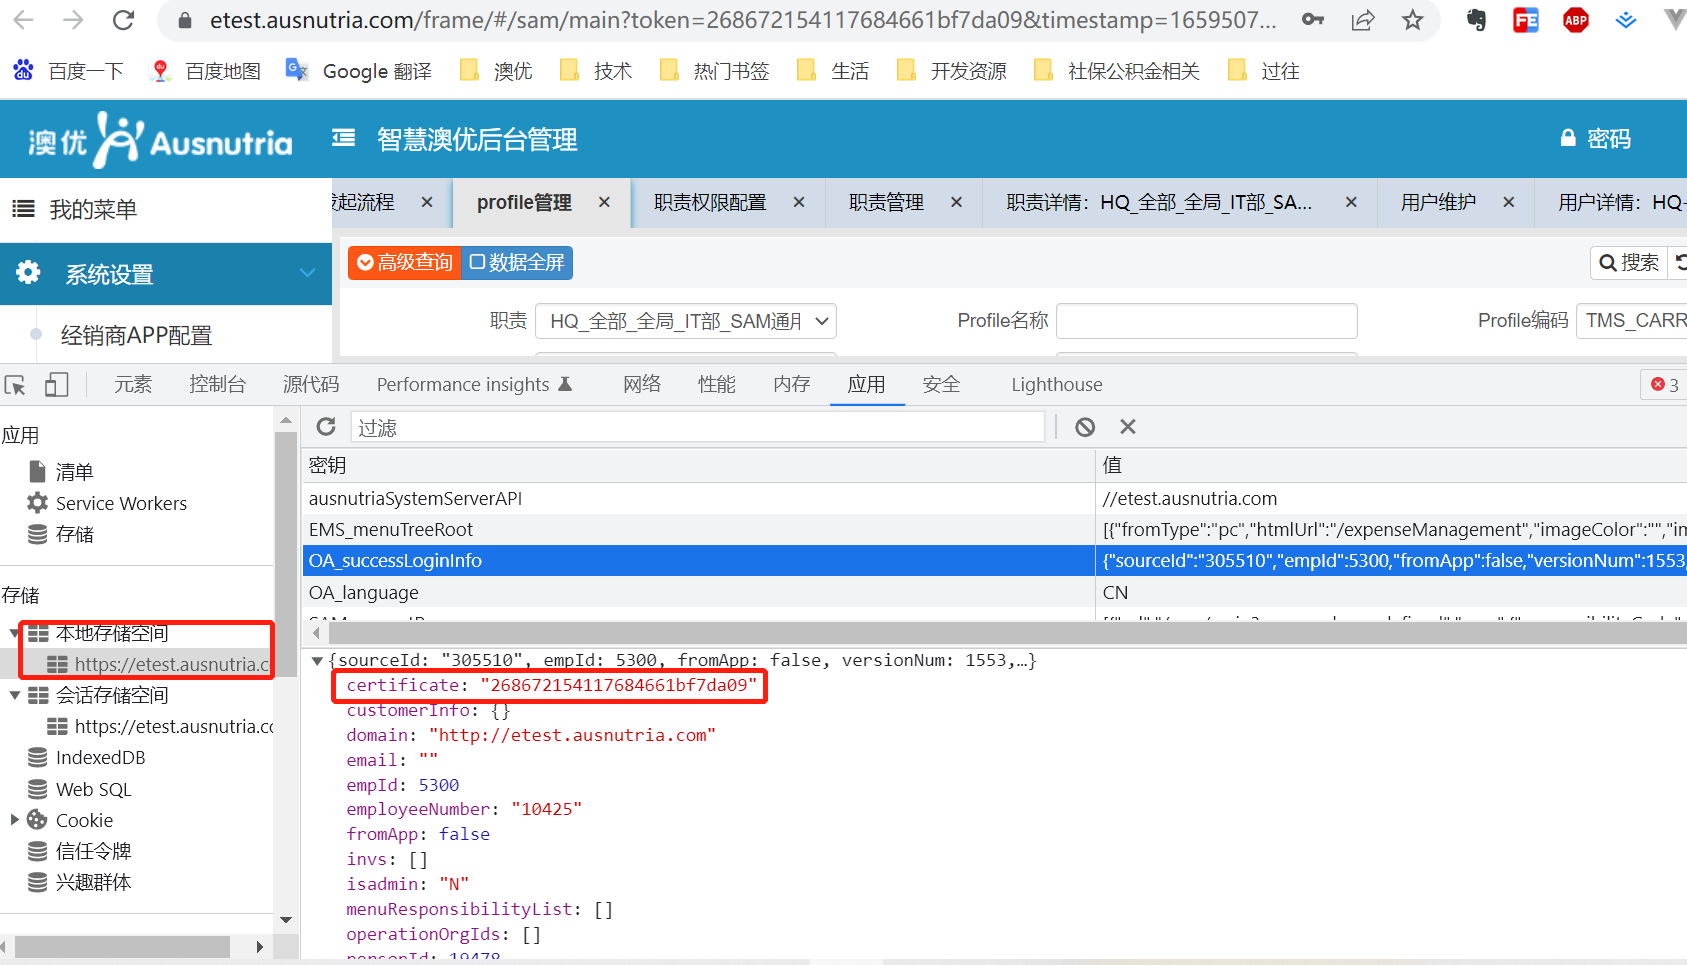 etest.ausnutria.com/frame/#/sam/main?token=268672154117684661bf7da09&timestamp=1659507...
百度一下 百度地图 Google 翻译 澳优 技术 热门书签 生活 开发资源 社保公积金相关 过往
澳优 Ausnutria 智慧澳优后台管理 密码
我的菜单
起流程 × profile管理 × 职责权限配置 × 职责管理 × 职责详情：HQ_全部_全局_IT部_SA... × 用户维护 × 用户详情：HQ-
高级查询 数据全屏 搜索
系统设置
职责 HQ_全部_全局_IT部_SAM通用 Profile名称 Profile编码 TMS_CARR
经销商APP配置
元素 控制台 源代码 Performance insights 网络 性能 内存 应用 安全 Lighthouse 3
过滤
应用
清单
Service Workers
存储
存储
本地存储空间
https://etest.ausnutria.c
会话存储空间
https://etest.ausnutria.co
IndexedDB
Web SQL
Cookie
信任令牌
兴趣群体
密钥 值
ausnutriaSystemServerAPI //etest.ausnutria.com
EMS_menuTreeRoot [{"fromType":"pc","htmlUrl":"/expenseManagement","imageColor":"","im
OA_successLoginInfo {"sourceId":"305510","empId":5300,"fromApp":false,"versionNum":1553,
OA_language CN
{sourceId: "305510", empId: 5300, fromApp: false, versionNum: 1553,…}
certificate: "268672154117684661bf7da09"
customerInfo: {}
domain: "http://etest.ausnutria.com"
email: ""
empId: 5300
employeeNumber: "10425"
fromApp: false
invs: []
isadmin: "N"
menuResponsibilityList: []
operationOrgIds: []
personId: 19478